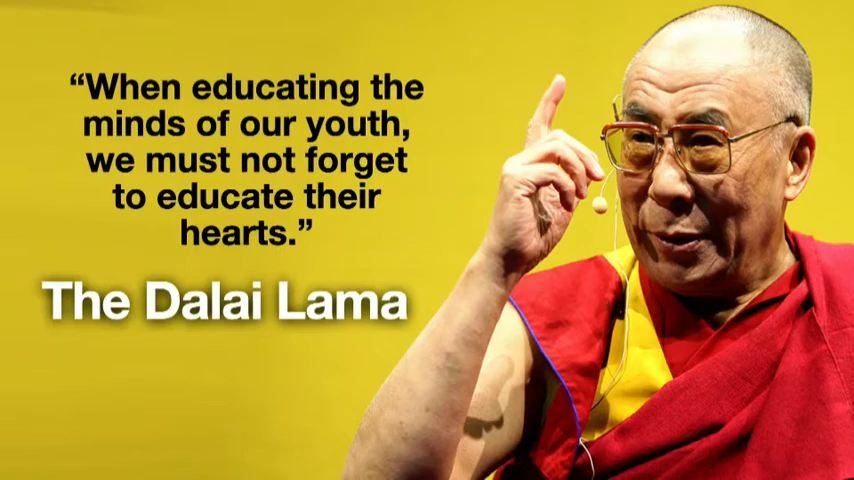 “When educating the
minds of our youth,
we must not forget
to educate their
hearts.”
The Dalai Lama